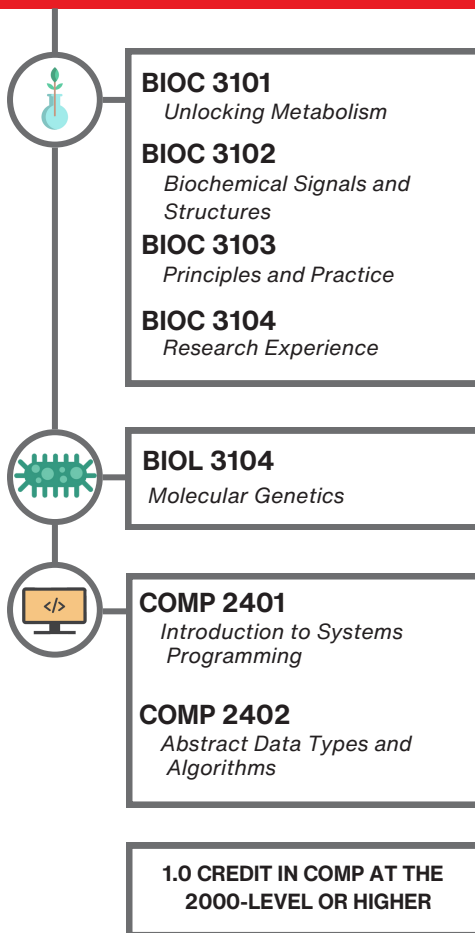 BIOC 3101
Unlocking Metabolism
BIOC 3102
Biochemical Signals and
Structures
BIOC 3103
Principles and Practice
BIOC 3104
Research Experience
BIOL 3104
Molecular Genetics
</>
COMP 2401
Introduction to Systems
Programming
COMP 2402
Abstract Data Types and
Algorithms
1.0 CREDIT IN COMP AT THE
2000-LEVEL OR HIGHER